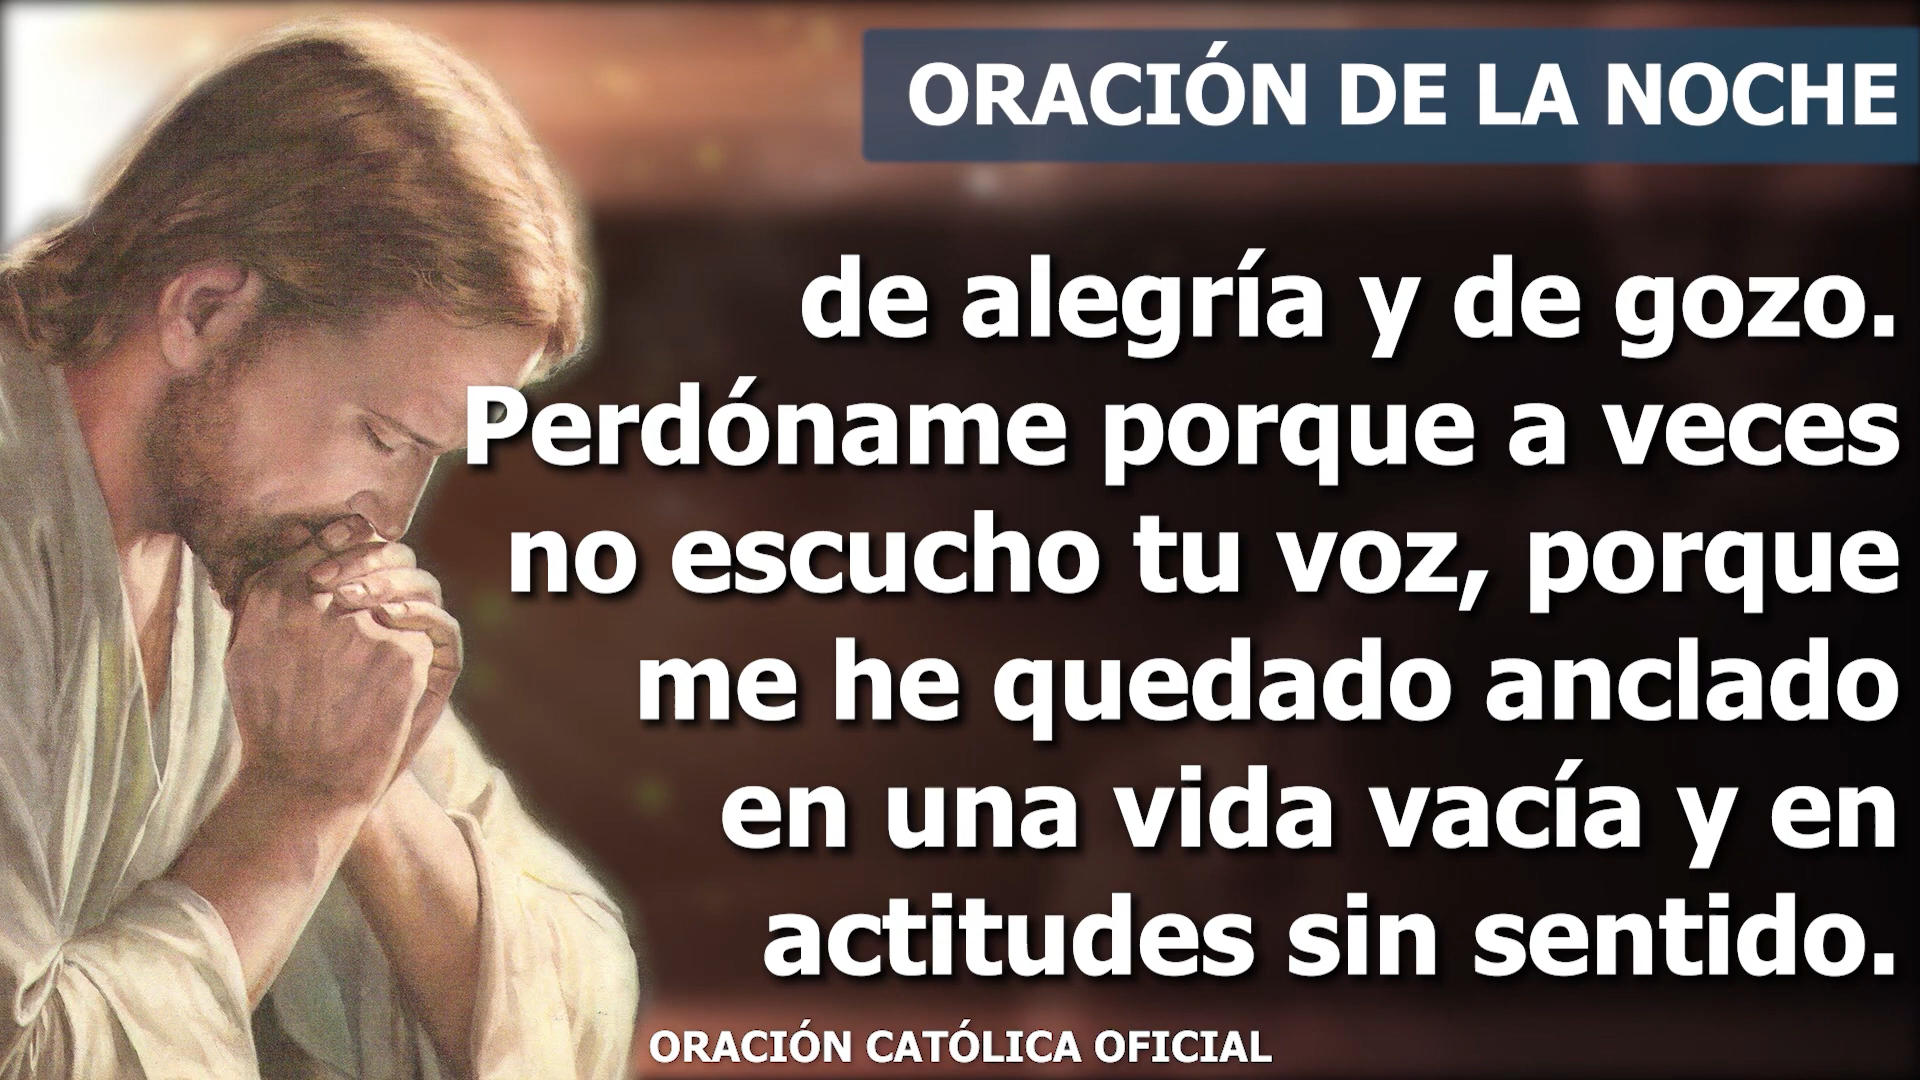 ORACIÓN DE LA NOCHE
de alegría y de gozo.
Perdóname porque a veces
no escucho tu voz, porque
me he quedado anclado
en una vida vacía y en
actitudes sin sentido.
ORACIÓN CATÓLICA OFICIAL